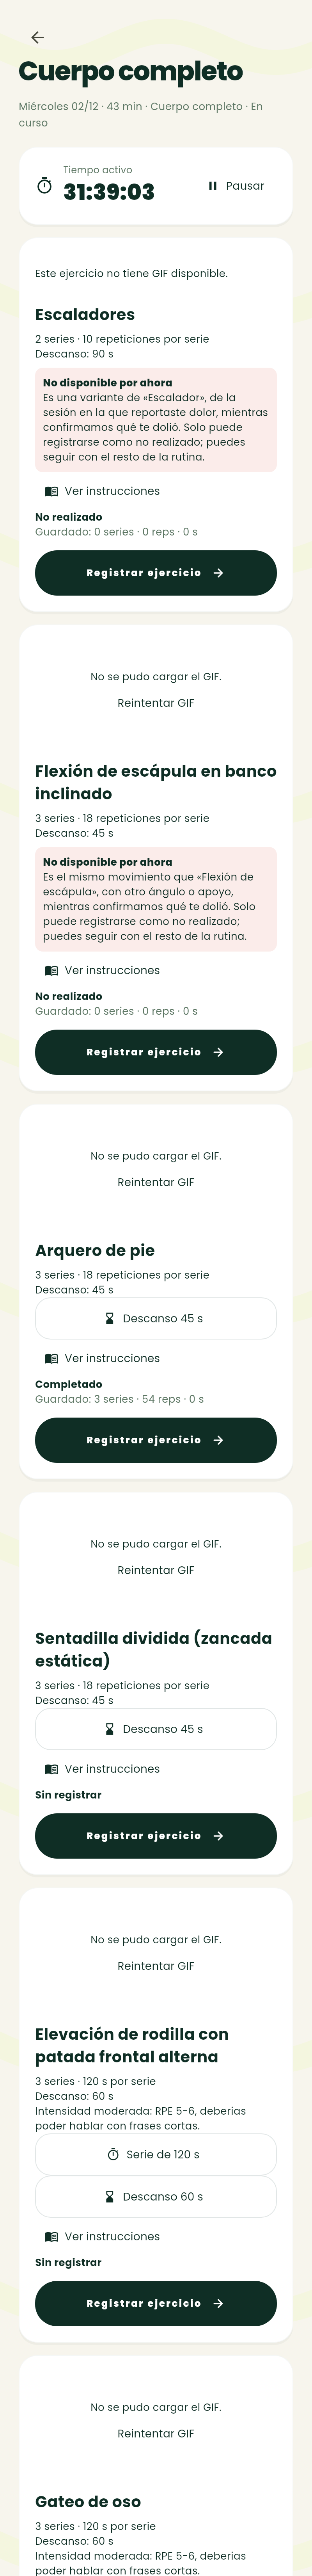 Cuerpo completo
Miércoles 02/12 · 43 min · Cuerpo completo · En
curso
Tiempo activo
31:39:03
Pausar
Este ejercicio no tiene GIF disponible.
Escaladores
2 series · 10 repeticiones por serie
Descanso: 90 s
No disponible por ahora
Es una variante de «Escalador», de la
sesión en la que reportaste dolor, mientras
confirmamos qué te dolió. Solo puede
registrarse como no realizado; puedes
seguir con el resto de la rutina.
Ver instrucciones
No realizado
Guardado: 0 series · 0 reps · 0 s
Registrar ejercicio
No se pudo cargar el GIF.
Reintentar GIF
Flexión de escápula en banco
inclinado
3 series · 18 repeticiones por serie
Descanso: 45 s
No disponible por ahora
Es el mismo movimiento que «Flexión de
escápula», con otro ángulo o apoyo,
mientras confirmamos qué te dolió. Solo
puede registrarse como no realizado;
puedes seguir con el resto de la rutina.
Ver instrucciones
No realizado
Guardado: 0 series · 0 reps · 0 s
Registrar ejercicio
No se pudo cargar el GIF.
Reintentar GIF
Arquero de pie
3 series · 18 repeticiones por serie
Descanso: 45 s
Descanso 45 s
Ver instrucciones
Completado
Guardado: 3 series · 54 reps · 0 s
Registrar ejercicio
No se pudo cargar el GIF.
Reintentar GIF
Sentadilla dividida (zancada
estática)
3 series · 18 repeticiones por serie
Descanso: 45 s
Descanso 45 s
Ver instrucciones
Sin registrar
Registrar ejercicio
No se pudo cargar el GIF.
Reintentar GIF
Elevación de rodilla con
patada frontal alterna
3 series · 120 s por serie
Descanso: 60 s
Intensidad moderada: RPE 5-6, deberias
poder hablar con frases cortas.
Serie de 120 s
Descanso 60 s
Ver instrucciones
Sin registrar
Registrar ejercicio
No se pudo cargar el GIF.
Reintentar GIF
Gateo de oso
3 series · 120 s por serie
Descanso: 60 s
Intensidad moderada: RPE 5-6, deberias
poder hablar con frases cortas.